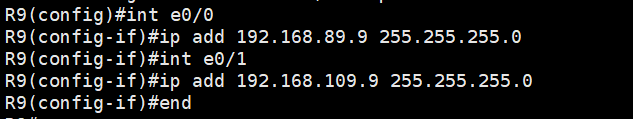 R9(config)#int e0/0
R9(config-if)#ip add 192.168.89.9 255.255.255.0
R9(config-if)#int e0/1
R9(config-if)#ip add 192.168.109.9 255.255.255.0
R9(config-if)#end